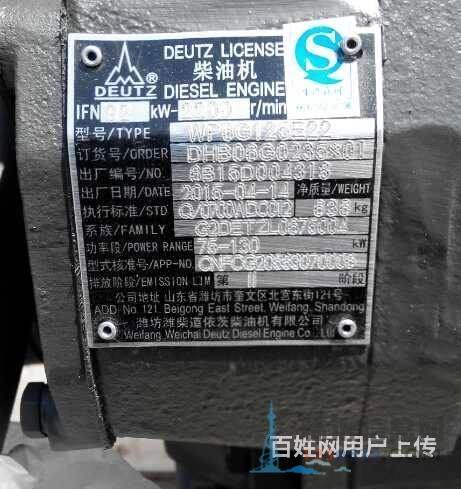 DEUTZ
DEUTZ LICENSE
柴油机
DIESEL ENGINE
IFN 92 kW- r/min
型号/TYPE WP6G125E22
订货号/ORDER DHB06G0235
出厂编号/NO. 6B15D004313
出厂日期/DATE 2015-04-14 净质量/WEIGHT
执行标准/STD kg
系族/FAMILY
功率段/POWER RANGE 75-130 kW
型式核准号/APP-NO.
排放阶段/EMISSION LIM 第 II 阶段
公司地址 山东省潍坊市奎文区北宫东街121号
ADD No. 121, Beigong East Street, Weifang, Shandong
潍坊潍柴道依茨柴油机有限公司
Weifang Weichai Deutz Diesel Engine Co., Ltd
百姓网用户上传